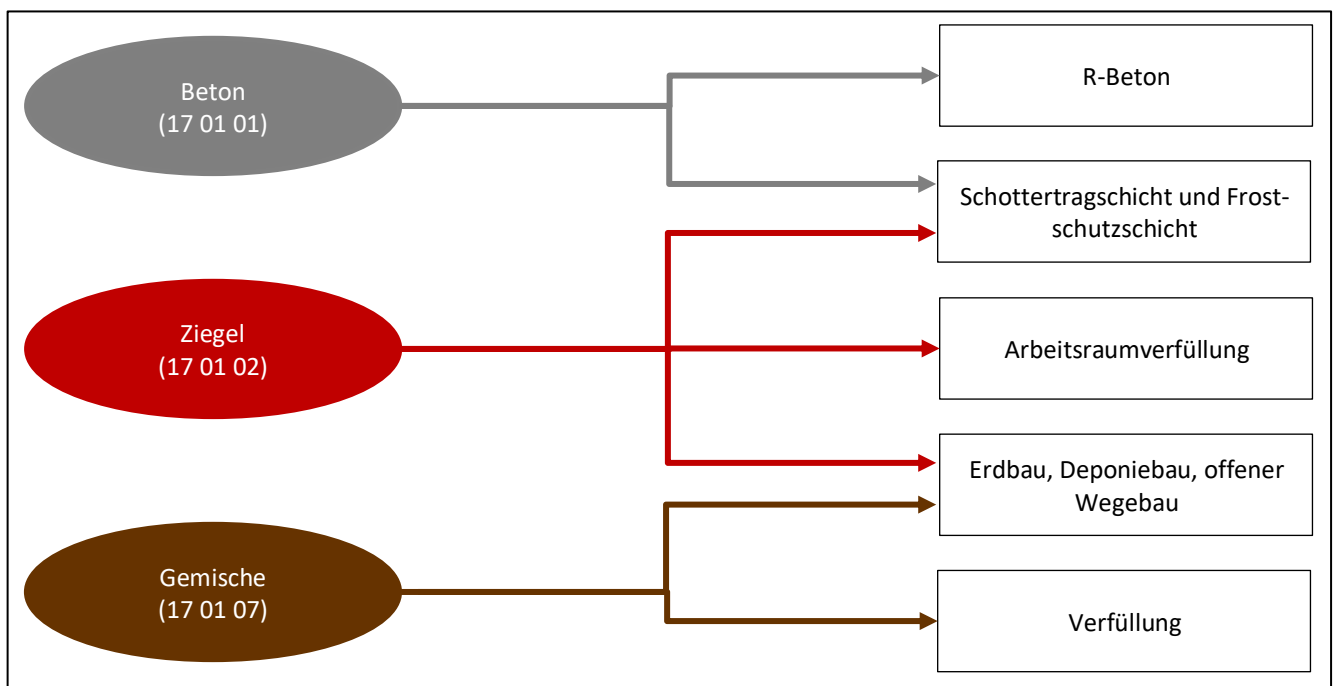 Beton
(17 01 01)
R-Beton
Schottertragschicht und Frost-
schutzschicht
Ziegel
(17 01 02)
Arbeitsraumverfüllung
Erdbau, Deponiebau, offener
Wegebau
Gemische
(17 01 07)
Verfüllung